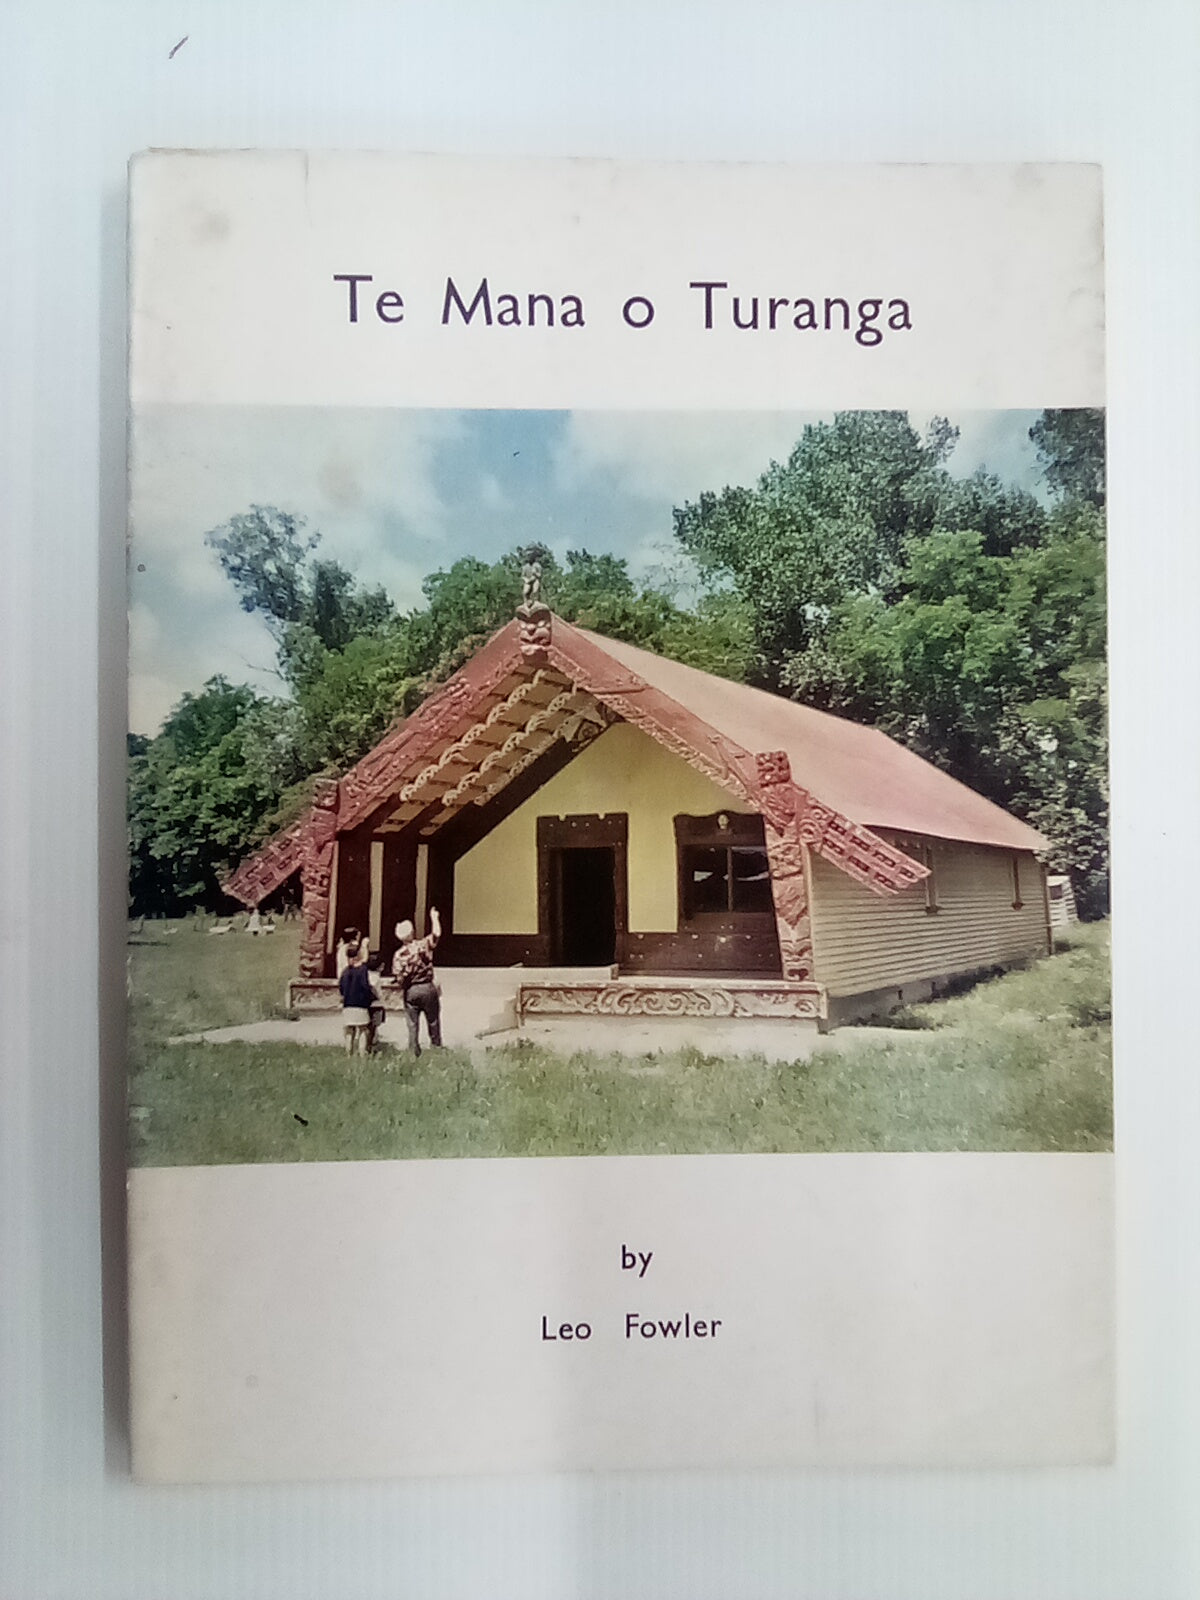 Te Mana o Turanga
by
Leo Fowler